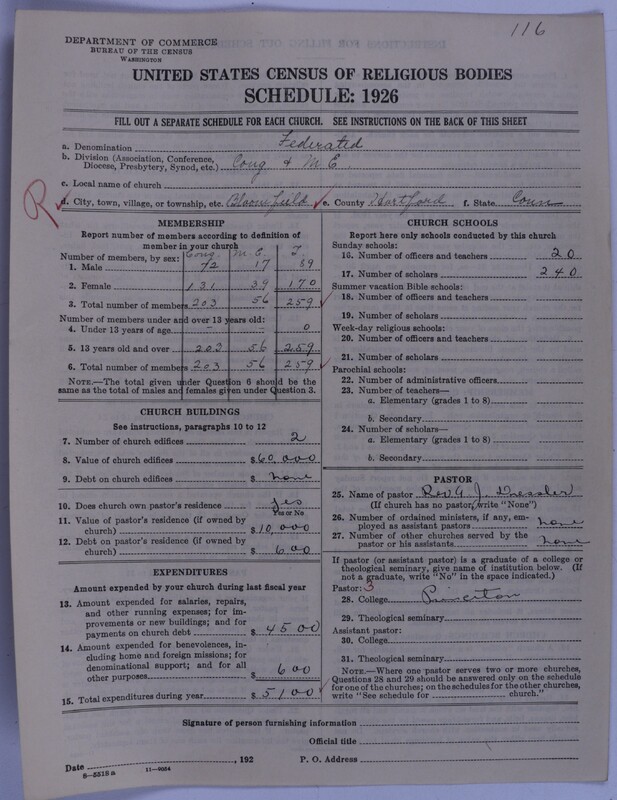 116
DEPARTMENT OF COMMERCE
BUREAU OF THE CENSUS
WASHINGTON
UNITED STATES CENSUS OF RELIGIOUS BODIES
SCHEDULE: 1926
FILL OUT A SEPARATE SCHEDULE FOR EACH CHURCH. SEE INSTRUCTIONS ON THE BACK OF THIS SHEET
a. Denomination Federated
b. Division (Association, Conference, Diocese, Presbytery, Synod, etc.) Cong & M E
c. Local name of church
R
d. City, town, village, or township, etc. Bloomfield e. County Hartford f. State Conn
MEMBERSHIP
Report number of members according to definition of member in your church
Number of members, by sex: Cong. M.E. T.
1. Male 72 17 89
2. Female 131 39 170
3. Total number of members 203 56 259
Number of members under and over 13 years old:
4. Under 13 years of age - - 0
5. 13 years old and over 203 56 259
6. Total number of members 203 56 259
NOTE.—The total given under Question 6 should be the same as the total of males and females given under Question 3.
CHURCH BUILDINGS
See instructions, paragraphs 10 to 12
7. Number of church edifices 2
8. Value of church edifices $60,000
9. Debt on church edifices $ none
10. Does church own pastor's residence? yes
Yes or No
11. Value of pastor's residence (if owned by church) $10,000
12. Debt on pastor's residence (if owned by church) $ 600
EXPENDITURES
Amount expended by your church during last fiscal year
13. Amount expended for salaries, repairs, and other running expenses; for improvements or new buildings; and for payments on church debt $ 4500
14. Amount expended for benevolences, including home and foreign missions; for denominational support; and for all other purposes $ 600
15. Total expenditures during year $ 5100
CHURCH SCHOOLS
Report here only schools conducted by this church
Sunday schools:
16. Number of officers and teachers 20
17. Number of scholars 240
Summer vacation Bible schools:
18. Number of officers and teachers
19. Number of scholars
Week-day religious schools:
20. Number of officers and teachers
21. Number of scholars
Parochial schools:
22. Number of administrative officers
23. Number of teachers—
a. Elementary (grades 1 to 8)
b. Secondary
24. Number of scholars—
a. Elementary (grades 1 to 8)
b. Secondary
PASTOR
25. Name of pastor Rev. G. J.
(If church has no pastor, write "None")
26. Number of ordained ministers, if any, employed as assistant pastors none
27. Number of other churches served by the pastor or his assistants none
If pastor (or assistant pastor) is a graduate of a college or theological seminary, give name of institution below. (If not a graduate, write "No" in the space indicated.)
Pastor: 3
28. College Princeton
29. Theological seminary
Assistant pastor:
30. College
31. Theological seminary
NOTE.—Where one pastor serves two or more churches, Questions 28 and 29 should be answered only on the schedule for one of the churches; on the schedules for the other churches, write "See schedule for church."
Signature of person furnishing information
Official title
Date , 192 P. O. Address
8-5518 a 11-9024